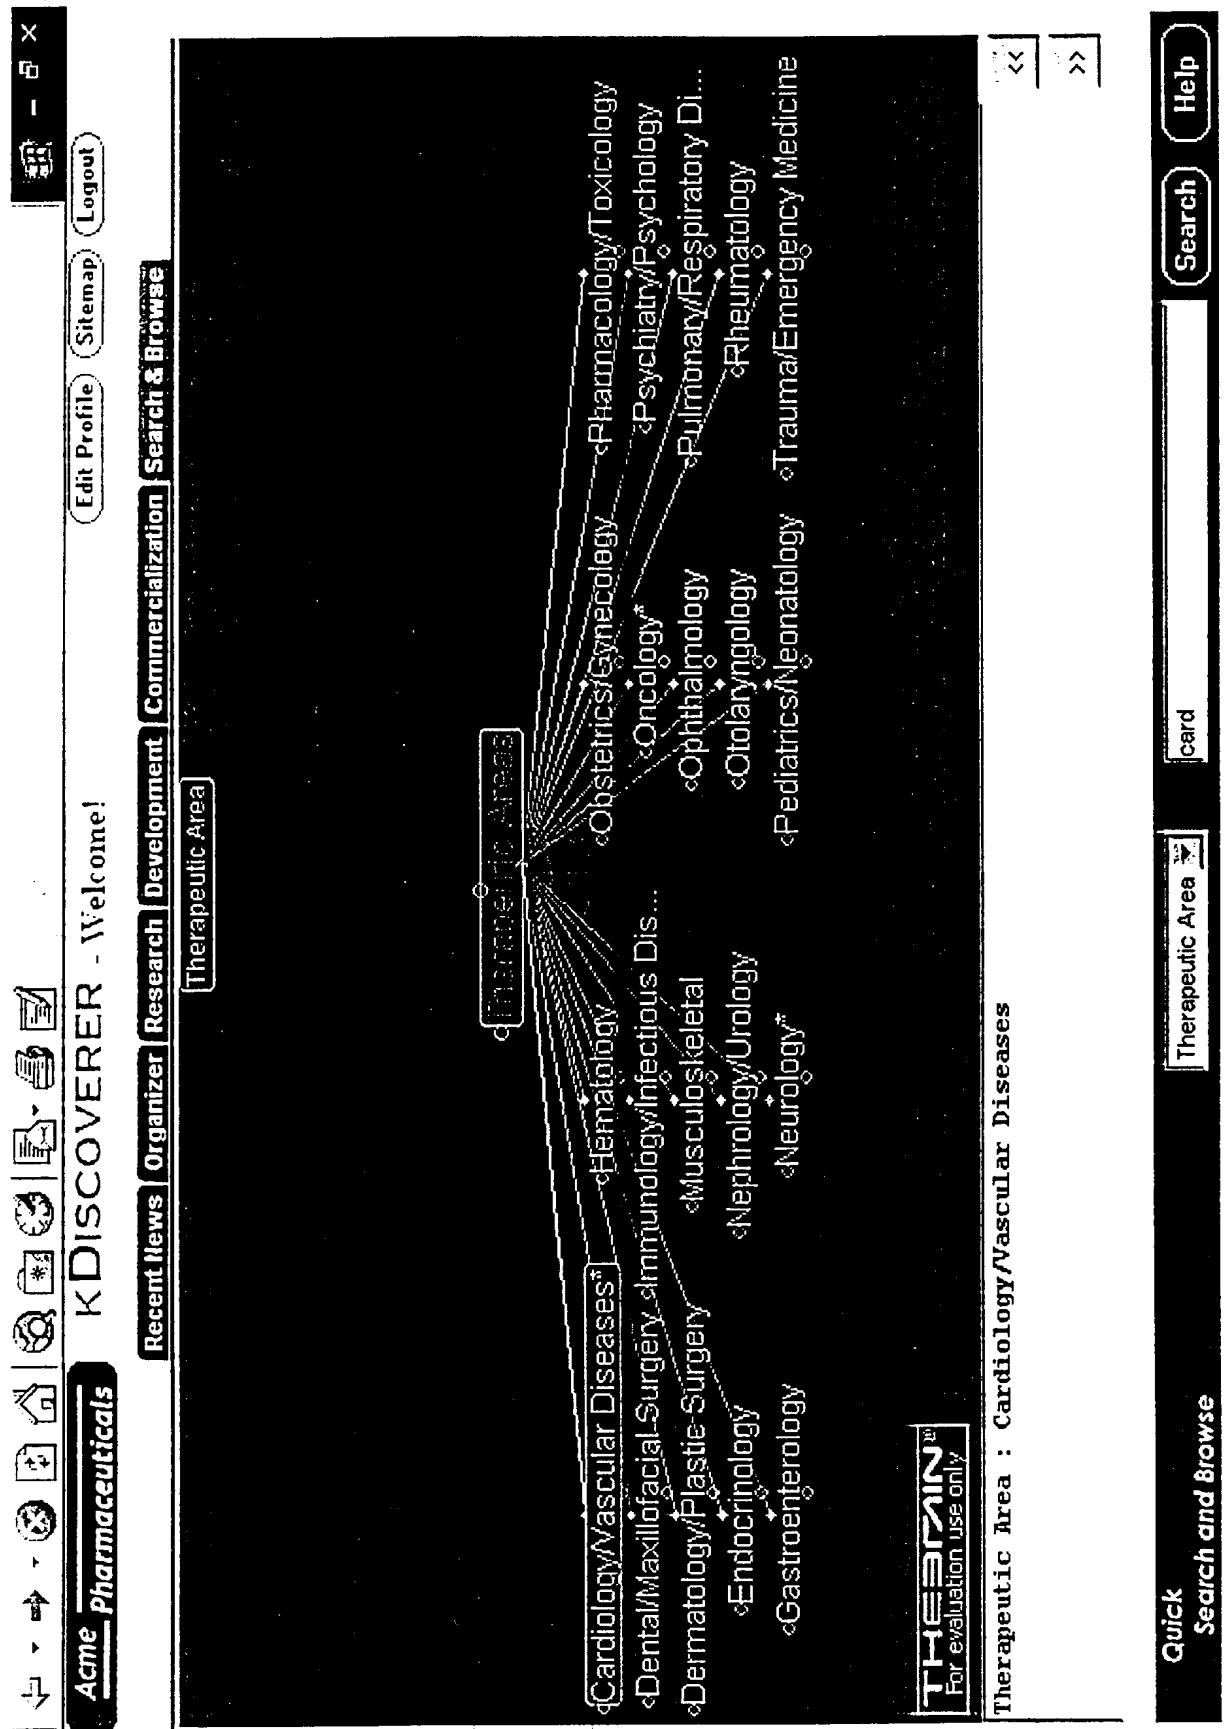 Acme Pharmaceuticals
KDISCOVERER - Welcome!
Edit Profile Sitemap Logout
Recent News Organizer Research Development Commercialization Search & Browse
Therapeutic Area
Therapeutic Areas
Cardiology/Vascular Diseases* Hematology Obstetrics/Gynecology Pharmacology/Toxicology
Dental/Maxillofacial Surgery Immunology/Infectious Dis... Oncology* Psychiatry/Psychology
Dermatology/Plastic Surgery Musculoskeletal Ophthalmology Pulmonary/Respiratory Di...
Endocrinology Nephrology/Urology Otolaryngology Rheumatology
Gastroenterology Neurology* Pediatrics/Neonatology Trauma/Emergency Medicine
THEBRAIN
For evaluation use only
Therapeutic Area : Cardiology/Vascular Diseases
<<
>>
Quick
Search and Browse
Therapeutic Area card Search Help